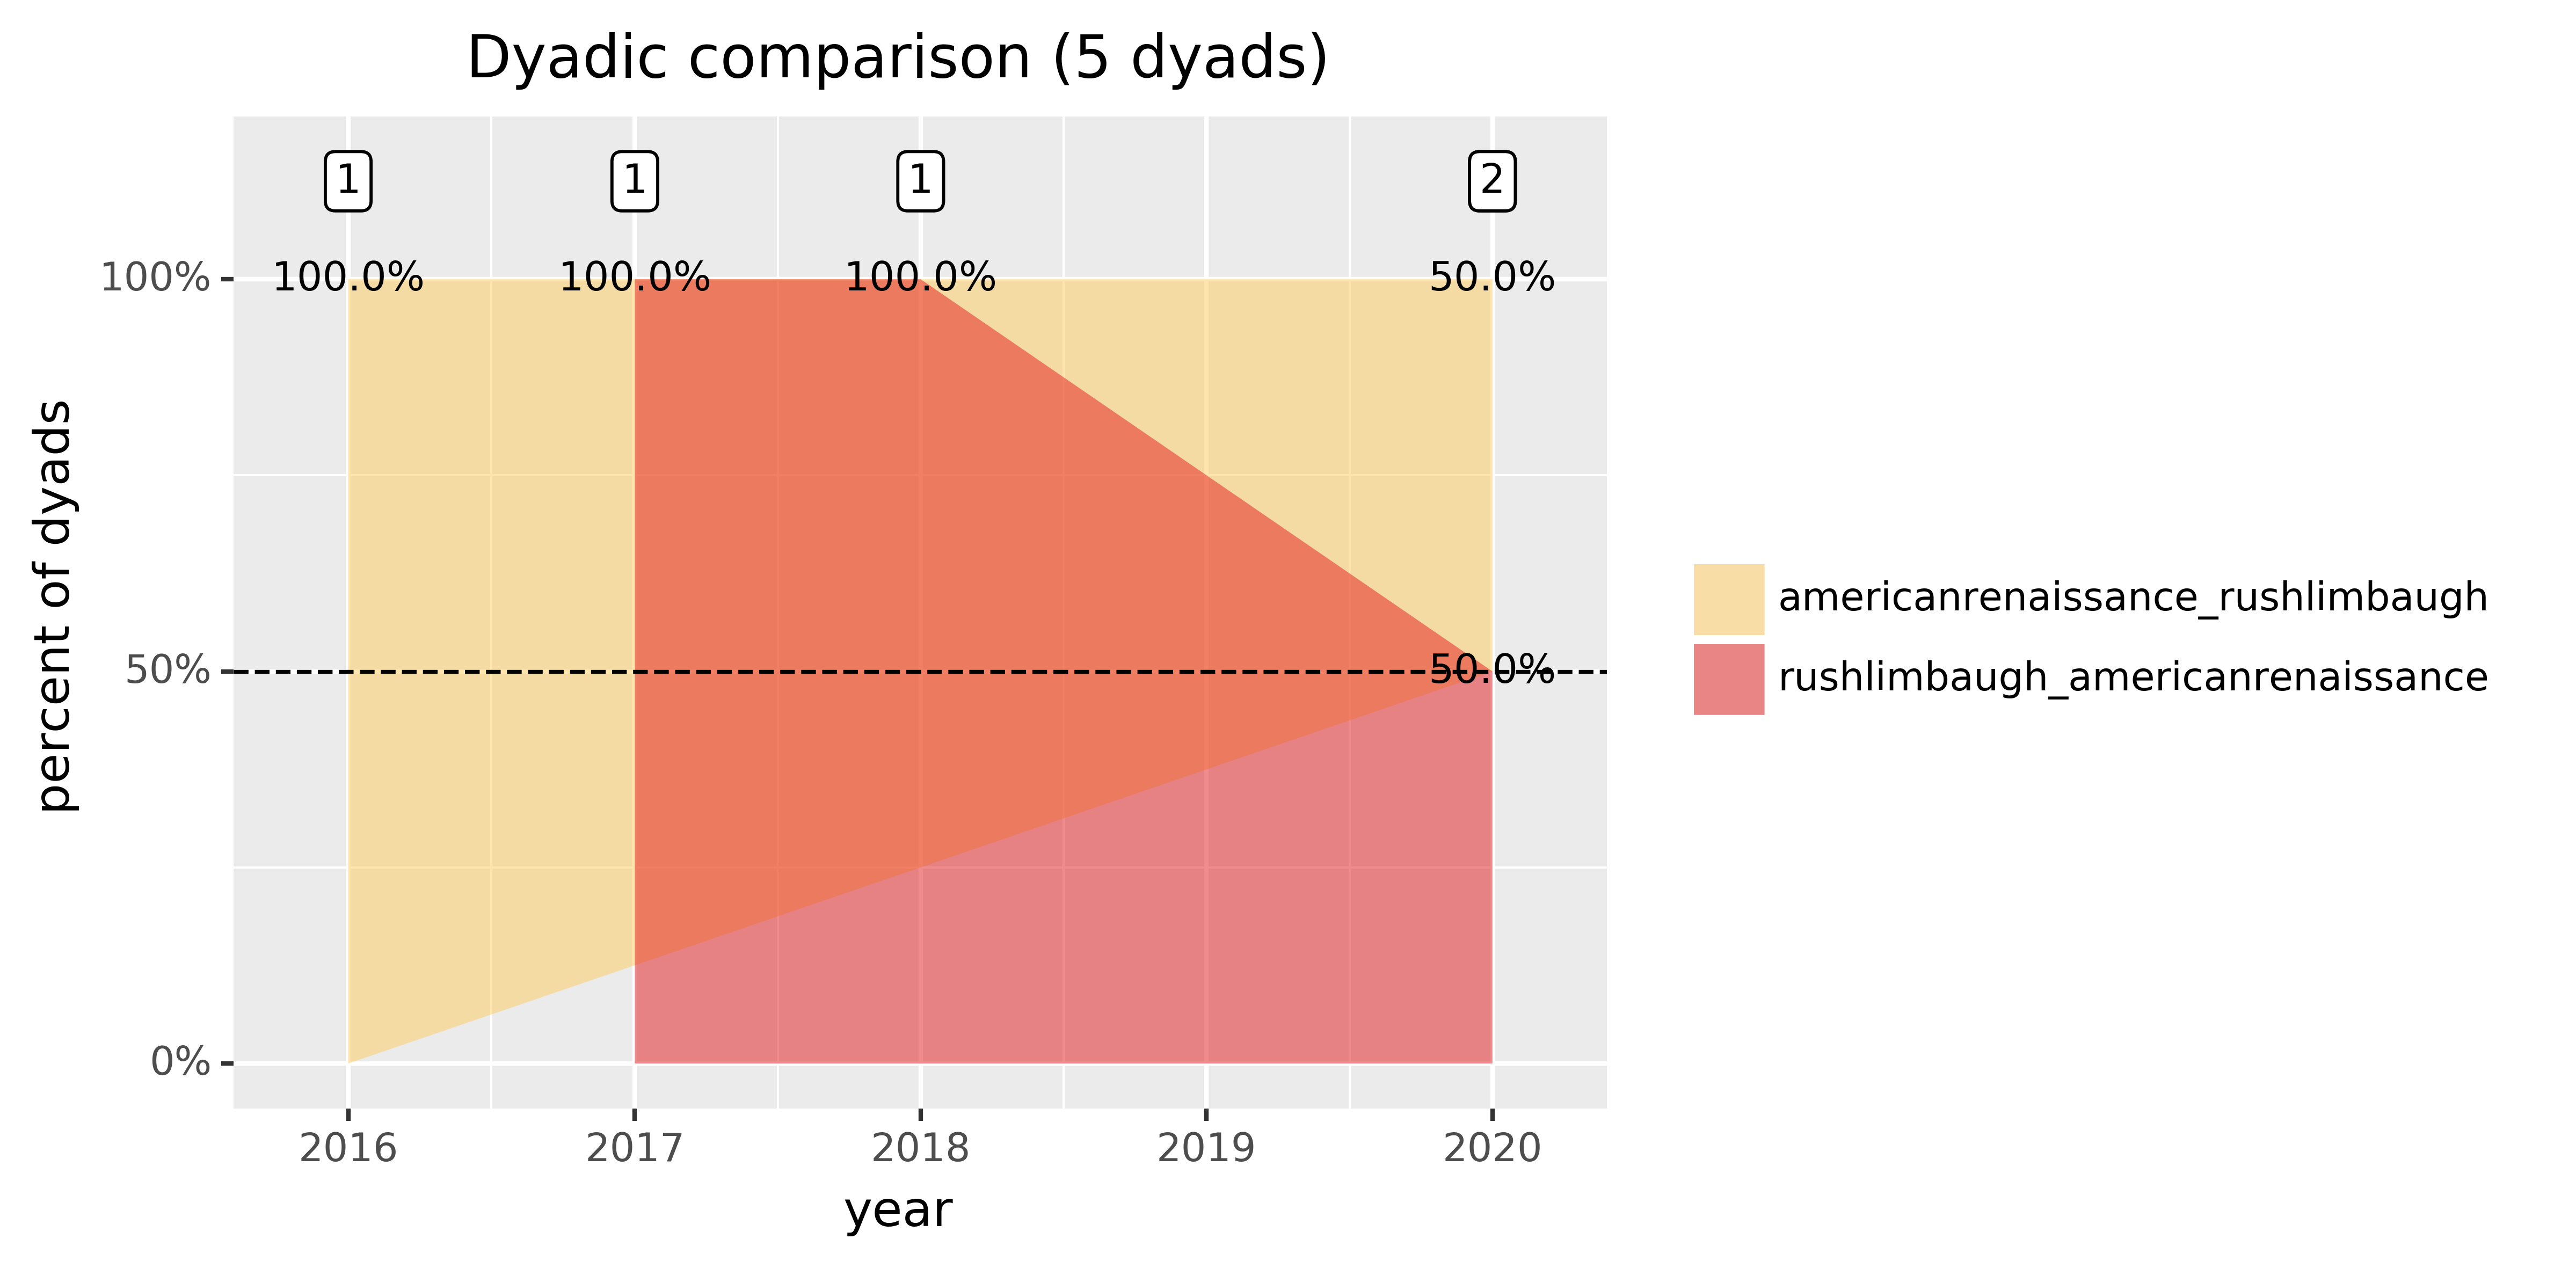 Dyadic comparison (5 dyads)
1 1 1 2
100% 100.0% 100.0% 100.0% 50.0%
50% 50.0%
0%
percent of dyads
2016 2017 2018 2019 2020
year
americanrenaissance_rushlimbaugh
rushlimbaugh_americanrenaissance